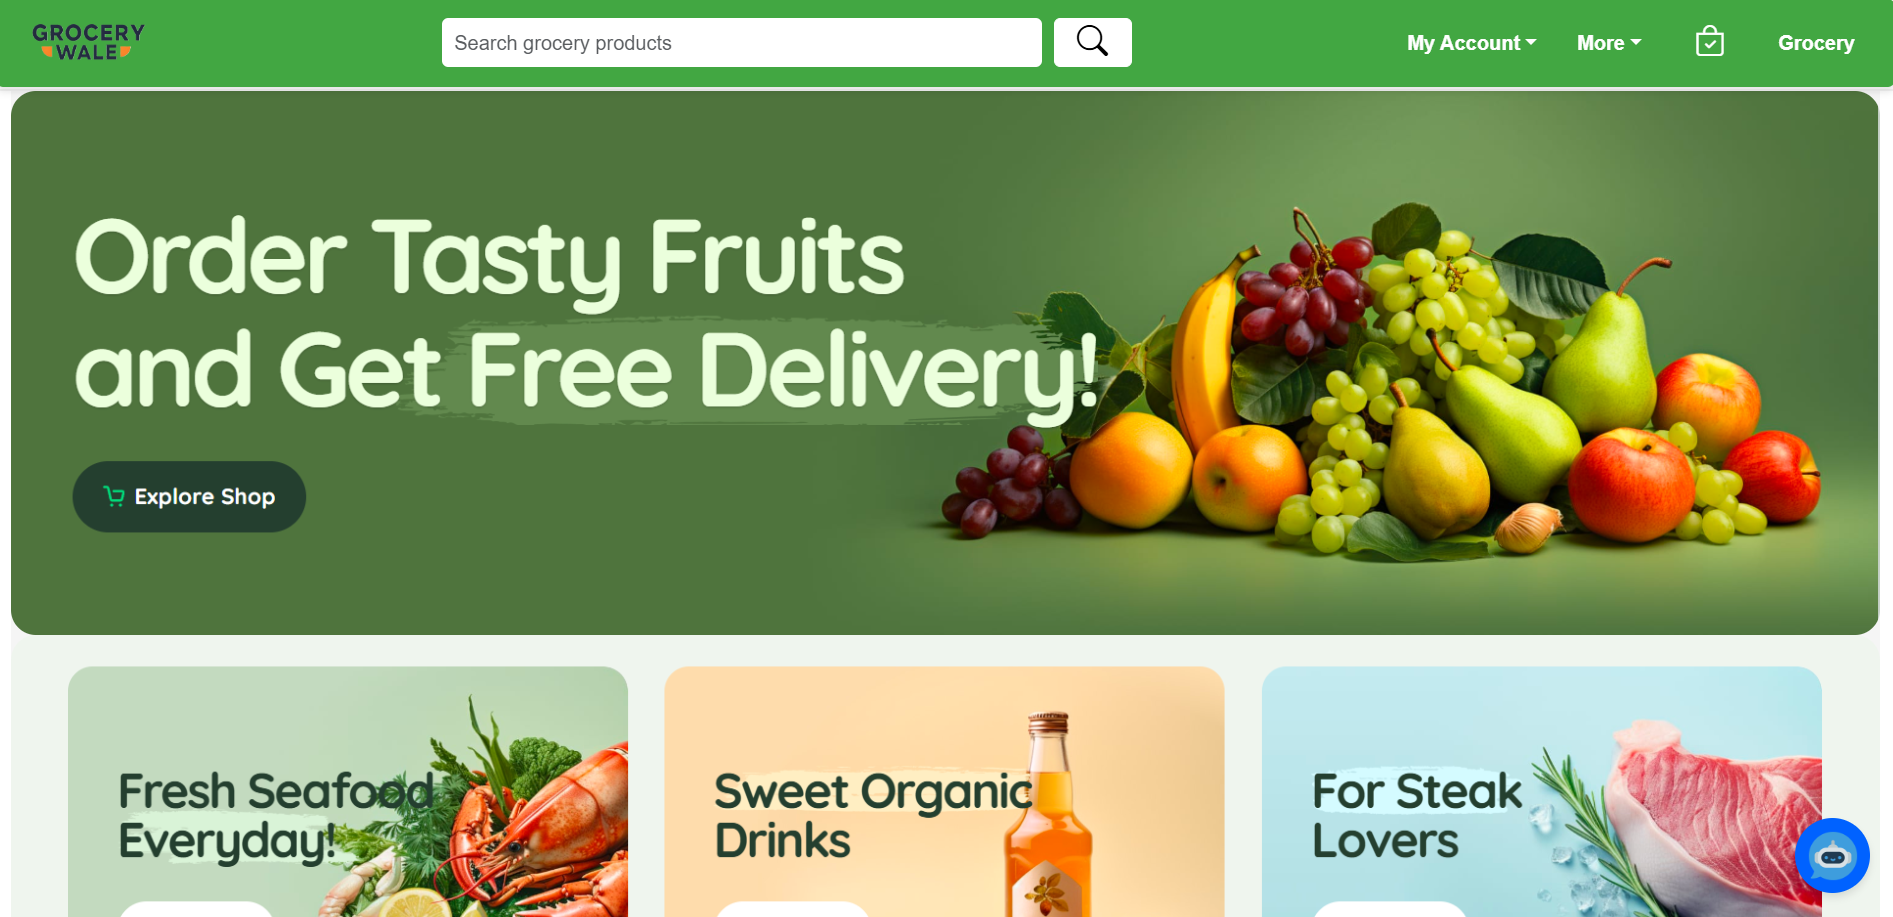 GROCERY
WALE
Search grocery products
My Account
More
Grocery
Order Tasty Fruits
and Get Free Delivery!
Explore Shop
Fresh Seafood
Everyday!
Sweet Organic
Drinks
For Steak
Lovers